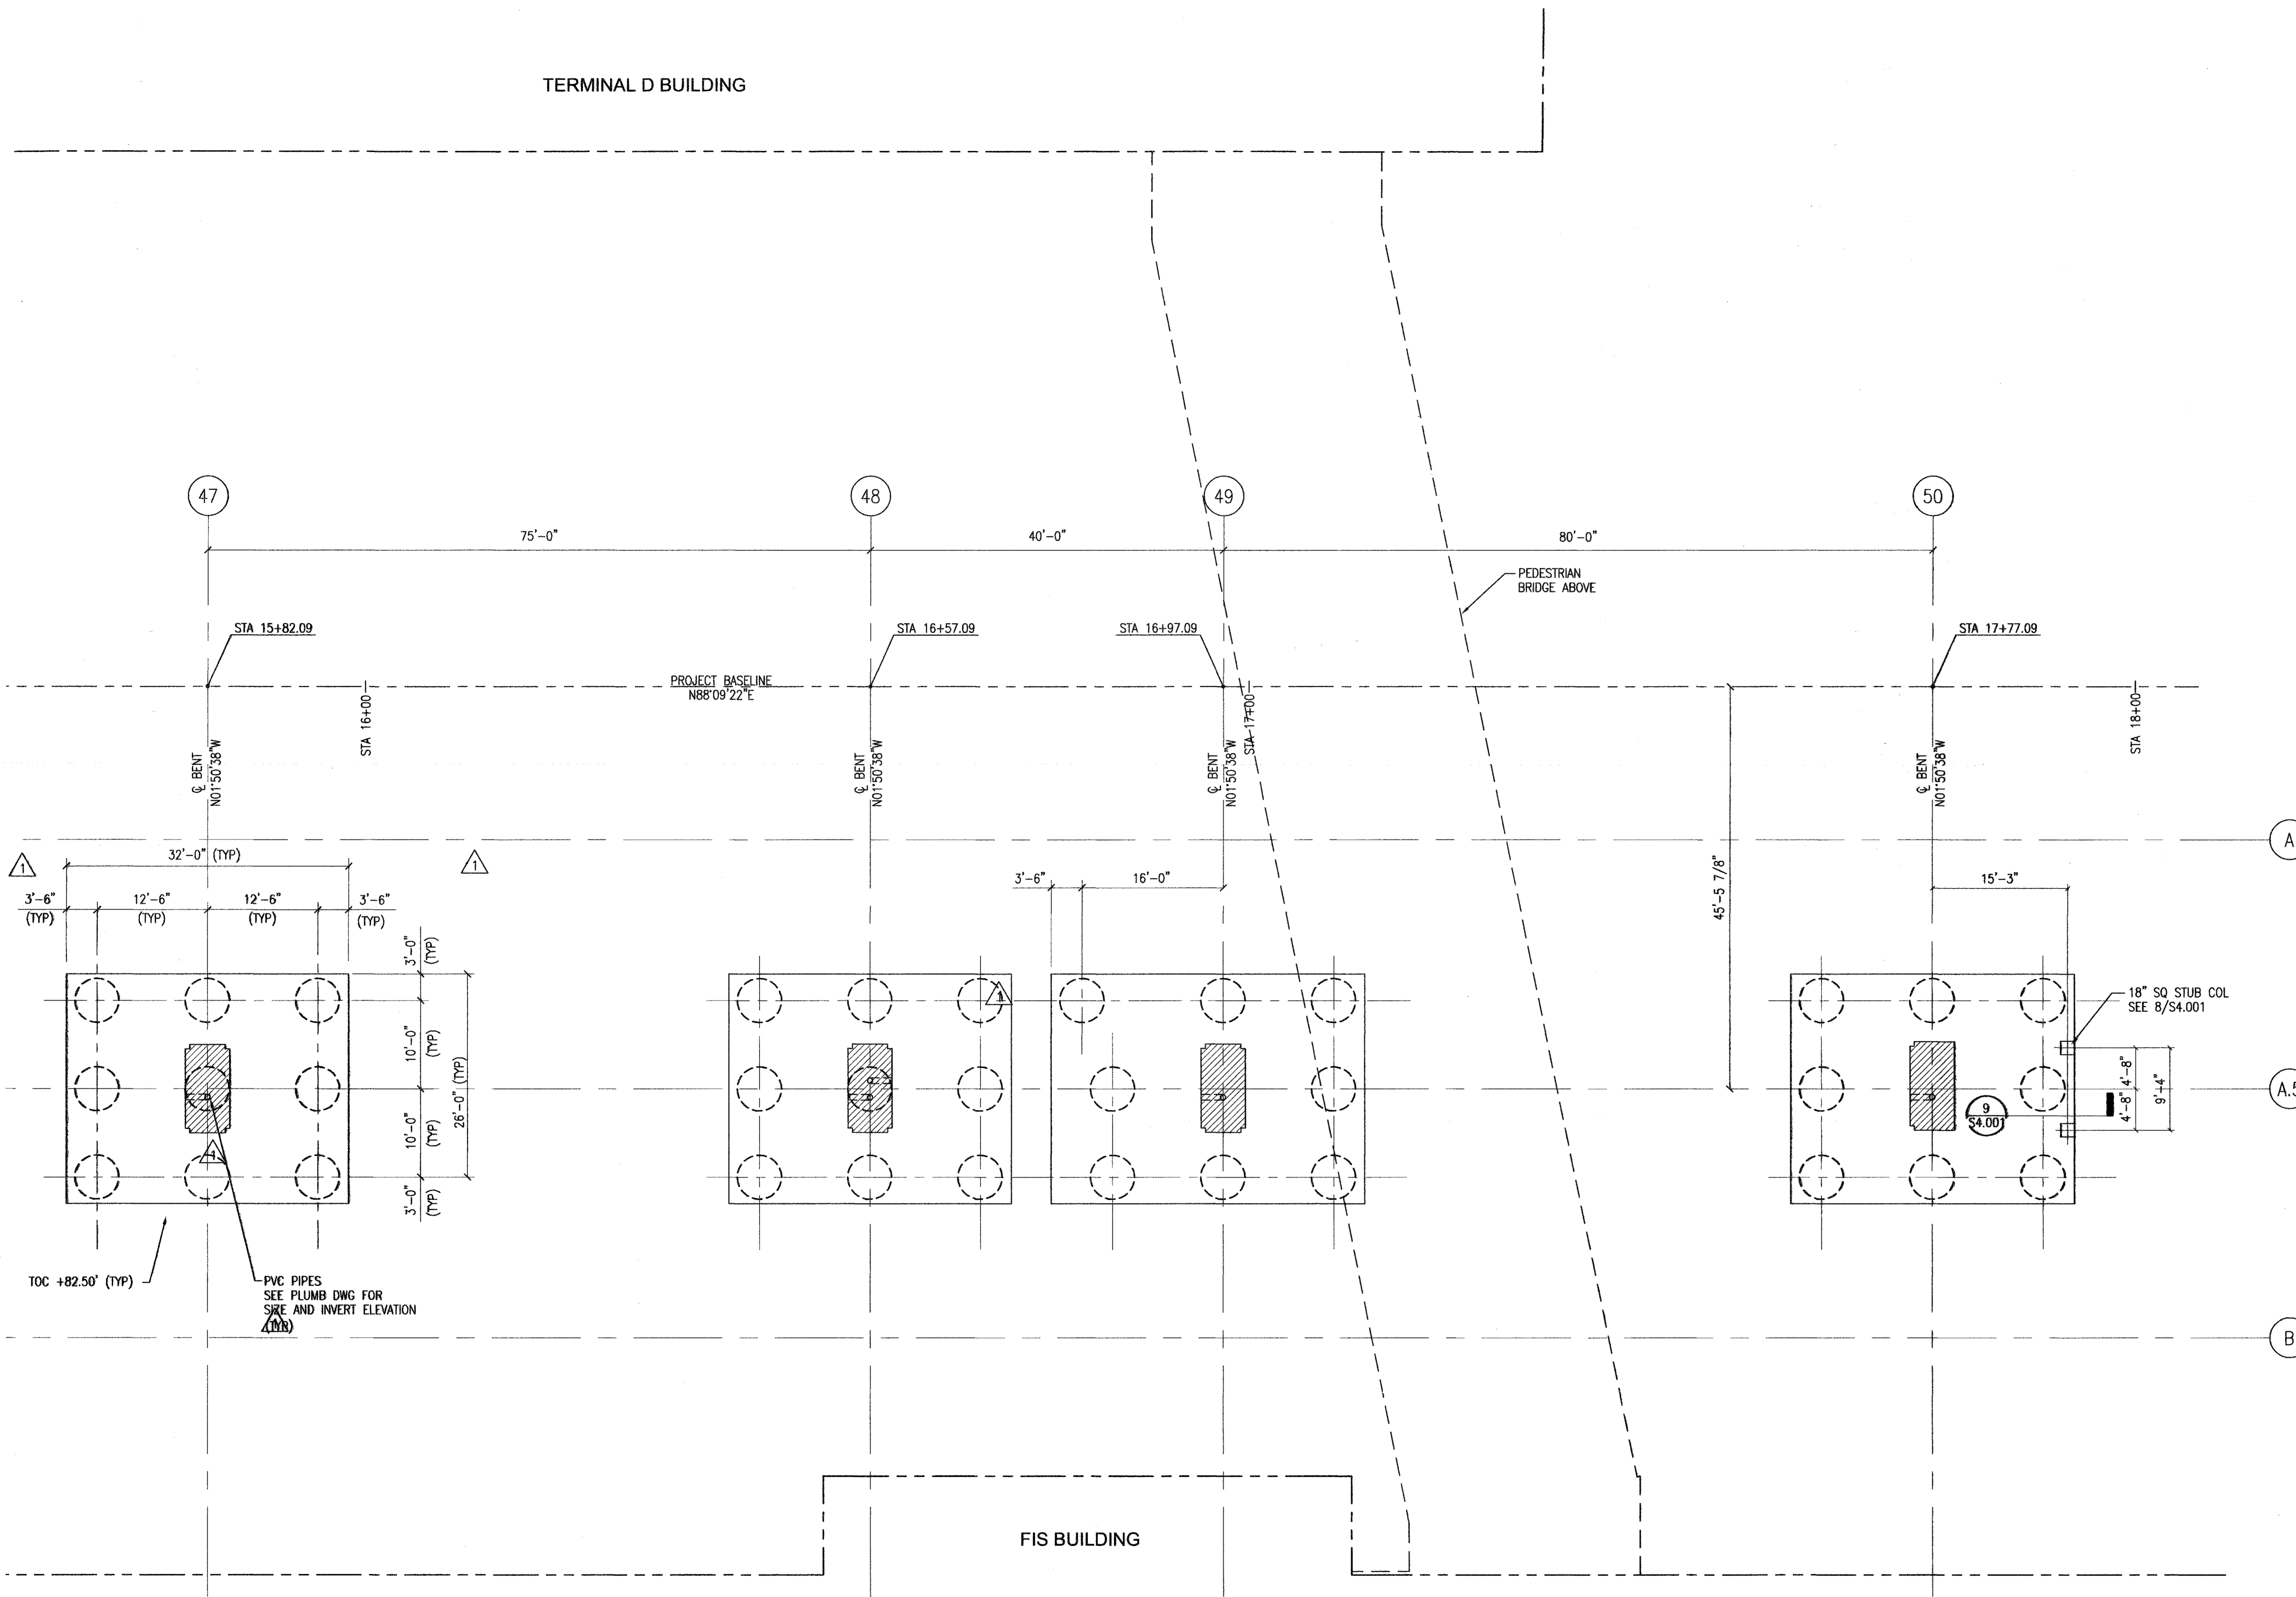 TERMINAL D BUILDING
47
48
49
50
75'-0"
40'-0"
80'-0"
PEDESTRIAN
BRIDGE ABOVE
STA 15+82.09
STA 16+57.09
STA 16+97.09
STA 17+77.09
PROJECT BASELINE
N88°09'22"E
STA 16+00
STA 17+00
STA 18+00
℄ BENT
N01°50'38"W
℄ BENT
N01°50'38"W
℄ BENT
N01°50'38"W
℄ BENT
N01°50'38"W
A
1
32'-0" (TYP)
1
3'-6"
(TYP)
12'-6"
(TYP)
12'-6"
(TYP)
3'-6"
(TYP)
3'-6"
16'-0"
45'-5 7/8"
15'-3"
3'-0"
(TYP)
10'-0"
(TYP)
26'-0" (TYP)
10'-0"
(TYP)
3'-0"
(TYP)
1
1
18" SQ STUB COL
SEE 8/S4.001
4'-8"
4'-8"
9'-4"
9
S4.001
A.5
TOC +82.50' (TYP)
PVC PIPES
SEE PLUMB DWG FOR
SIZE AND INVERT ELEVATION
(TYP)
B
FIS BUILDING